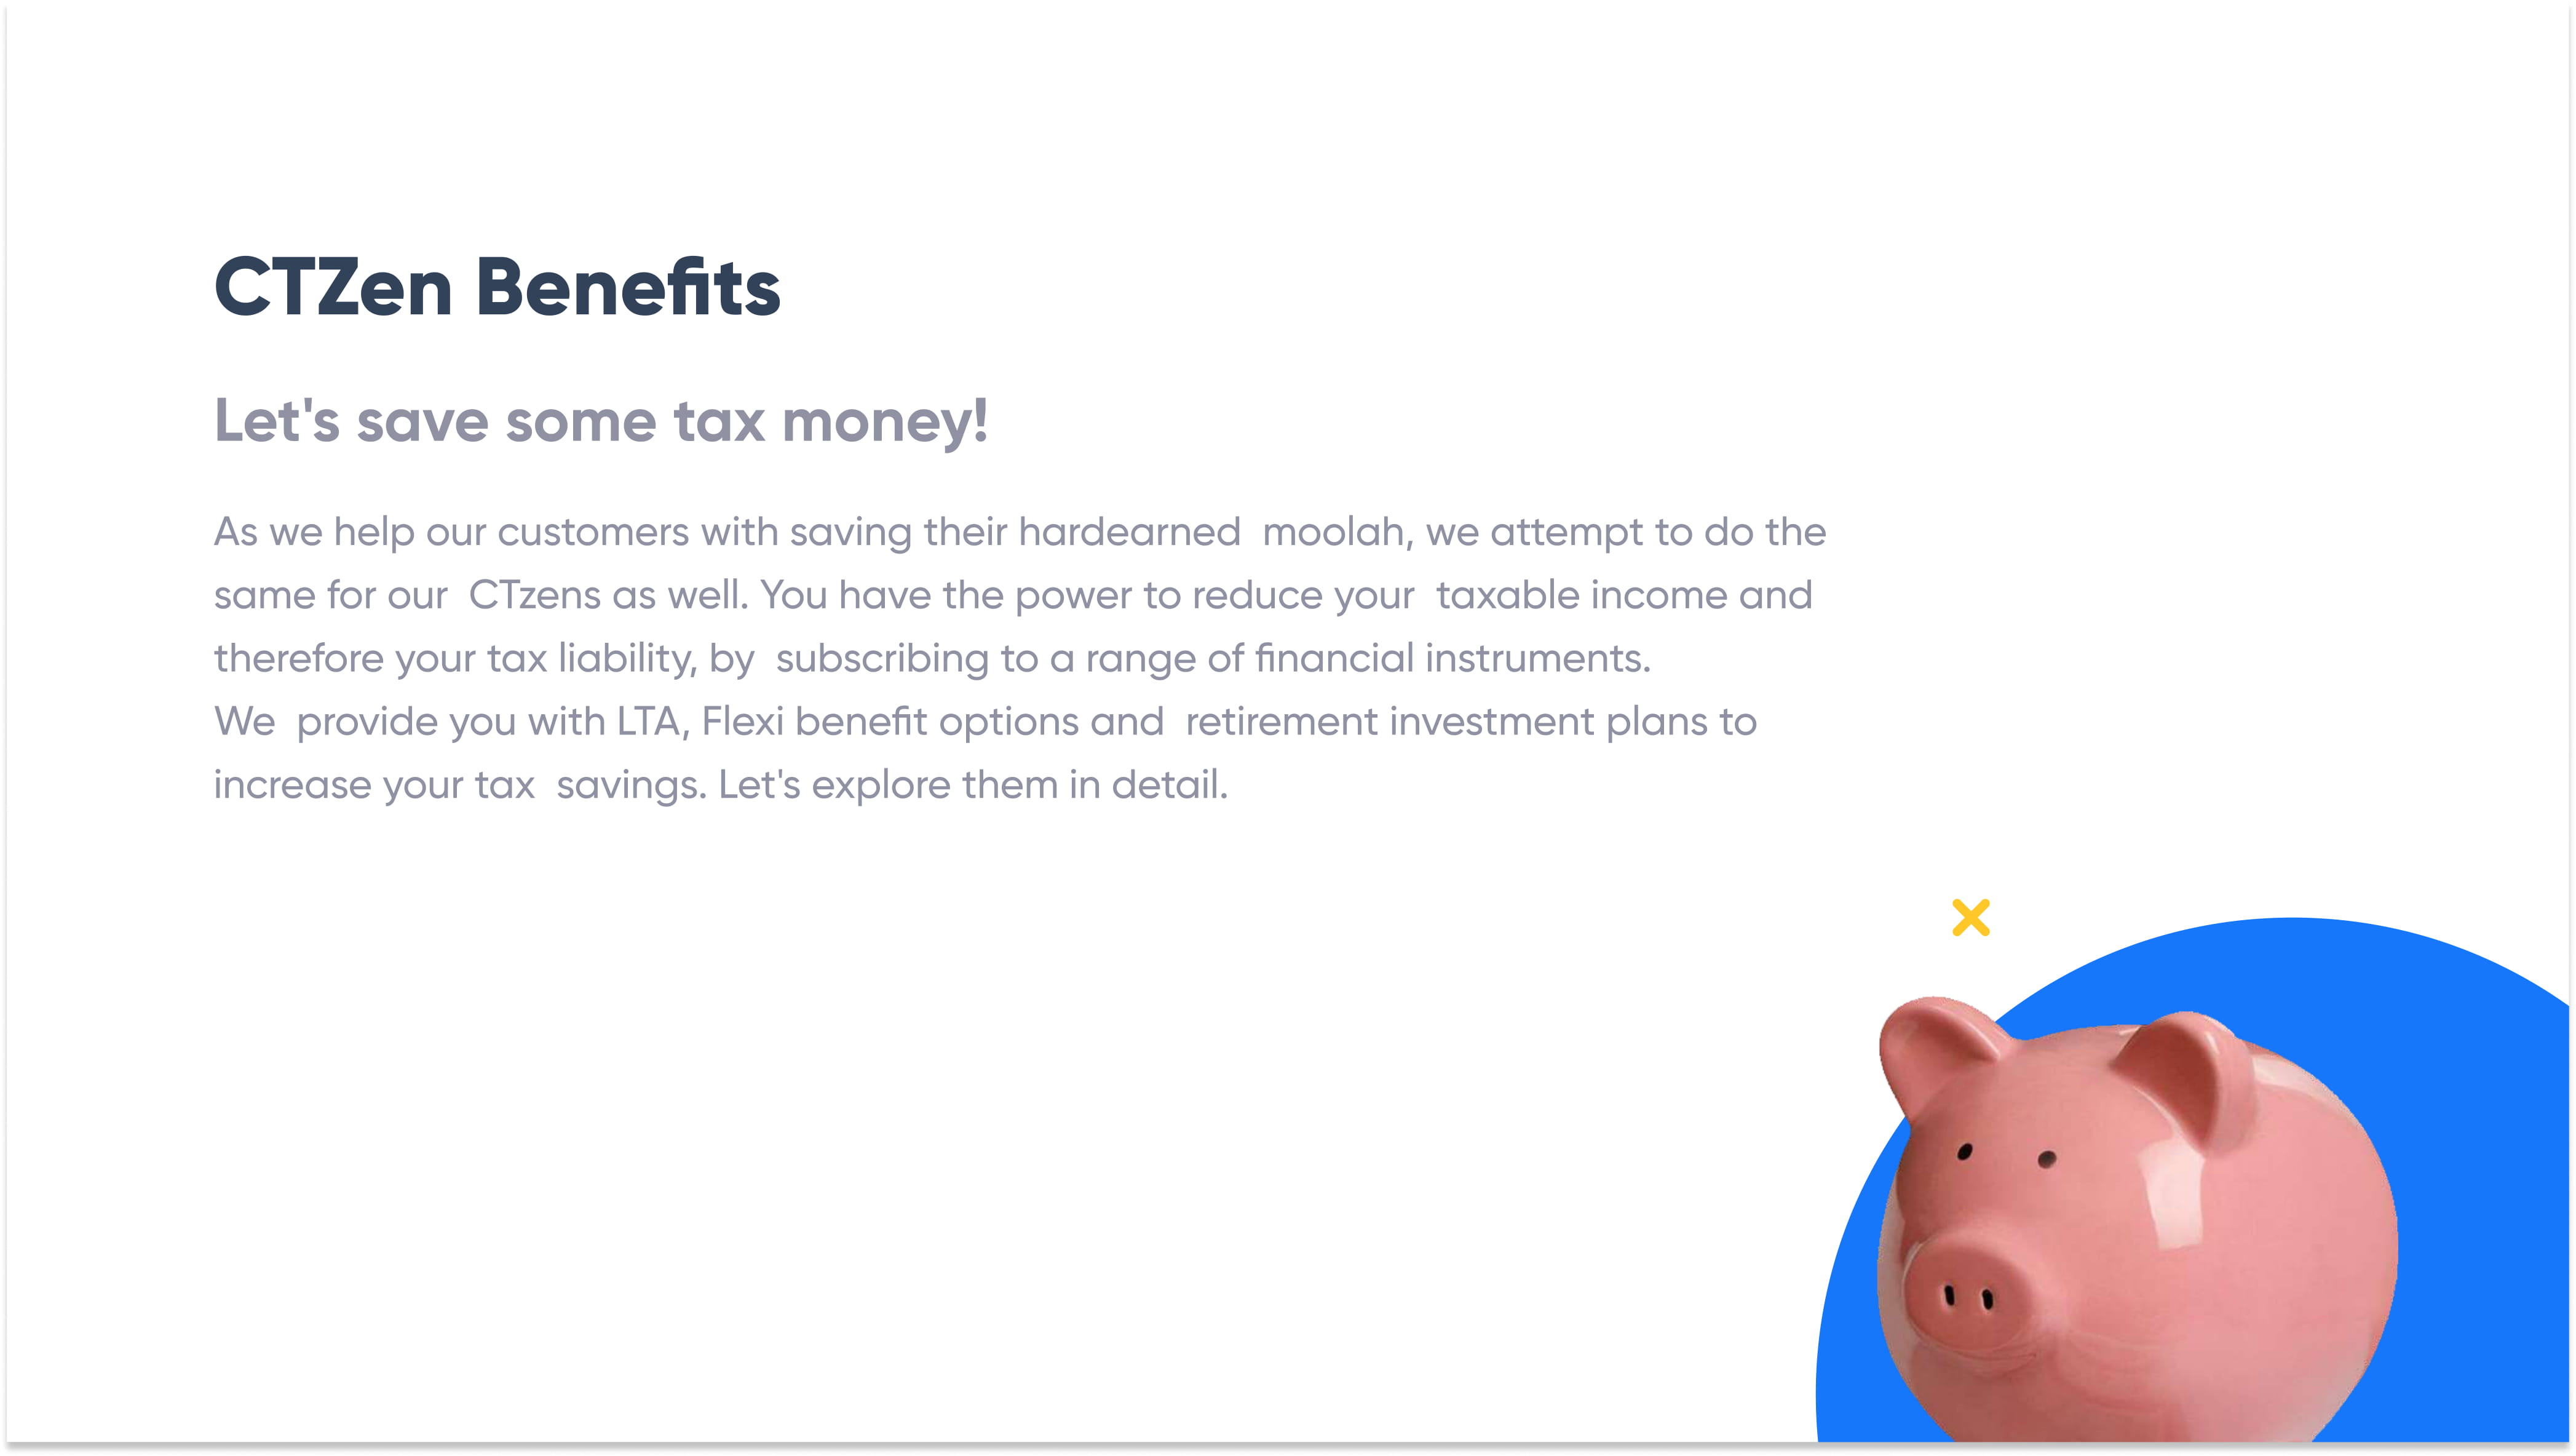 CTZen Benefits
Let's save some tax money!
As we help our customers with saving their hardearned  moolah, we attempt to do the
same for our  CTzens as well. You have the power to reduce your  taxable income and
therefore your tax liability, by  subscribing to a range of financial instruments.
We  provide you with LTA, Flexi benefit options and  retirement investment plans to
increase your tax  savings. Let's explore them in detail.